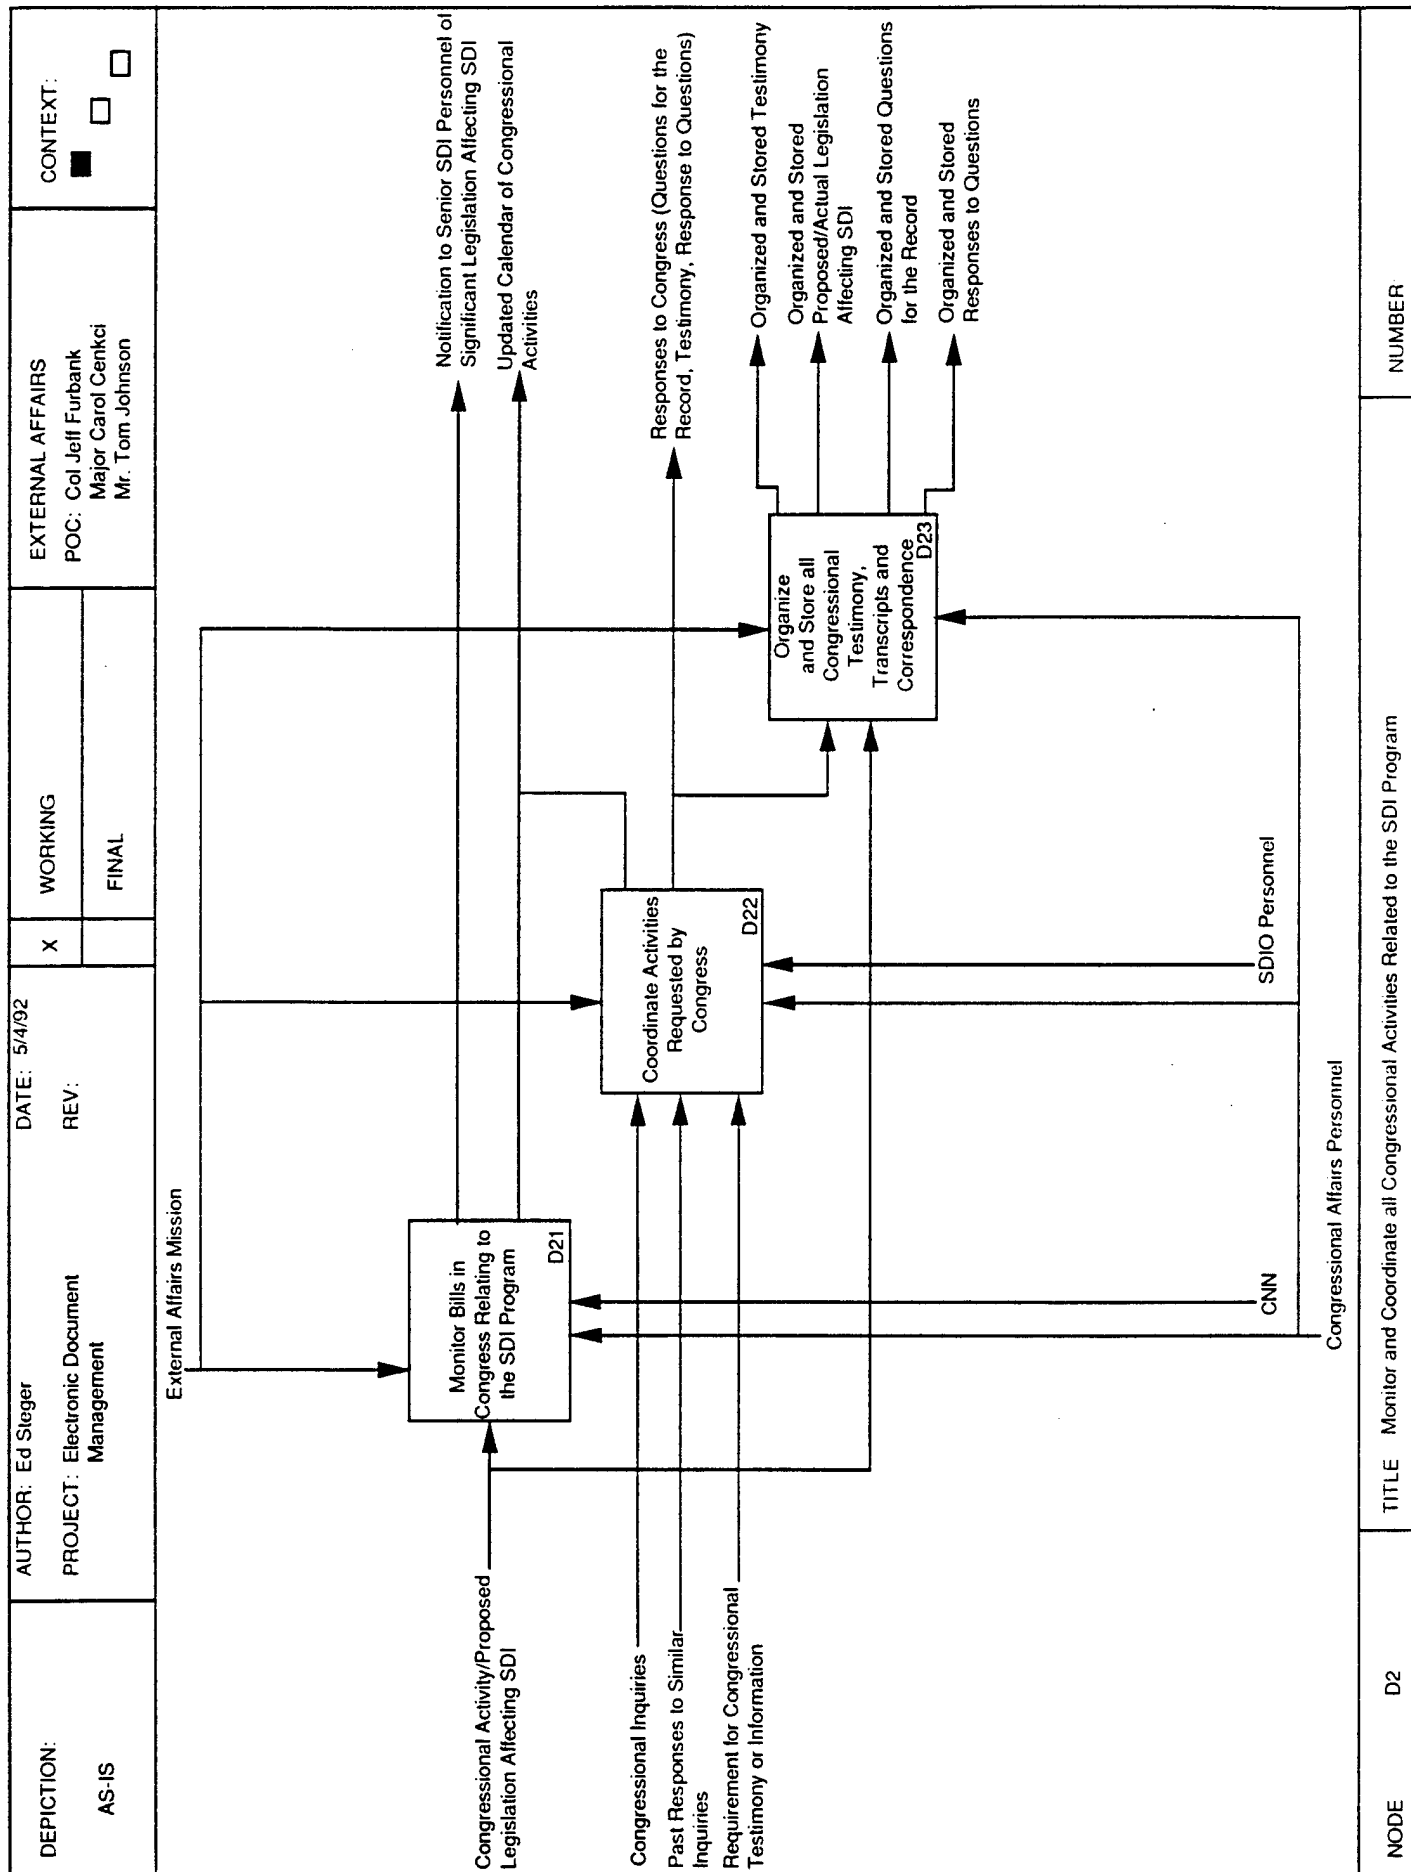 DEPICTION:
AS-IS
AUTHOR: Ed Steger
DATE: 5/4/92
PROJECT: Electronic Document
Management
REV:
X
WORKING
FINAL
EXTERNAL AFFAIRS
POC: Col Jeff Furbank
Major Carol Cenkci
Mr. Tom Johnson
CONTEXT:
External Affairs Mission
Congressional Activity/Proposed
Legislation Affecting SDI
Monitor Bills in
Congress Relating to
the SDI Program
D21
Notification to Senior SDI Personnel of
Significant Legislation Affecting SDI
Updated Calendar of Congressional
Activities
Congressional Inquiries
Past Responses to Similar
Inquiries
Requirement for Congressional
Testimony or Information
Coordinate Activities
Requested by
Congress
D22
Responses to Congress (Questions for the
Record, Testimony, Response to Questions)
Organize
and Store all
Congressional
Testimony,
Transcripts and
Correspondence
D23
Organized and Stored Testimony
Organized and Stored
Proposed/Actual Legislation
Affecting SDI
Organized and Stored Questions
for the Record
Organized and Stored
Responses to Questions
CNN
SDIO Personnel
Congressional Affairs Personnel
NODE
D2
TITLE Monitor and Coordinate all Congressional Activities Related to the SDI Program
NUMBER